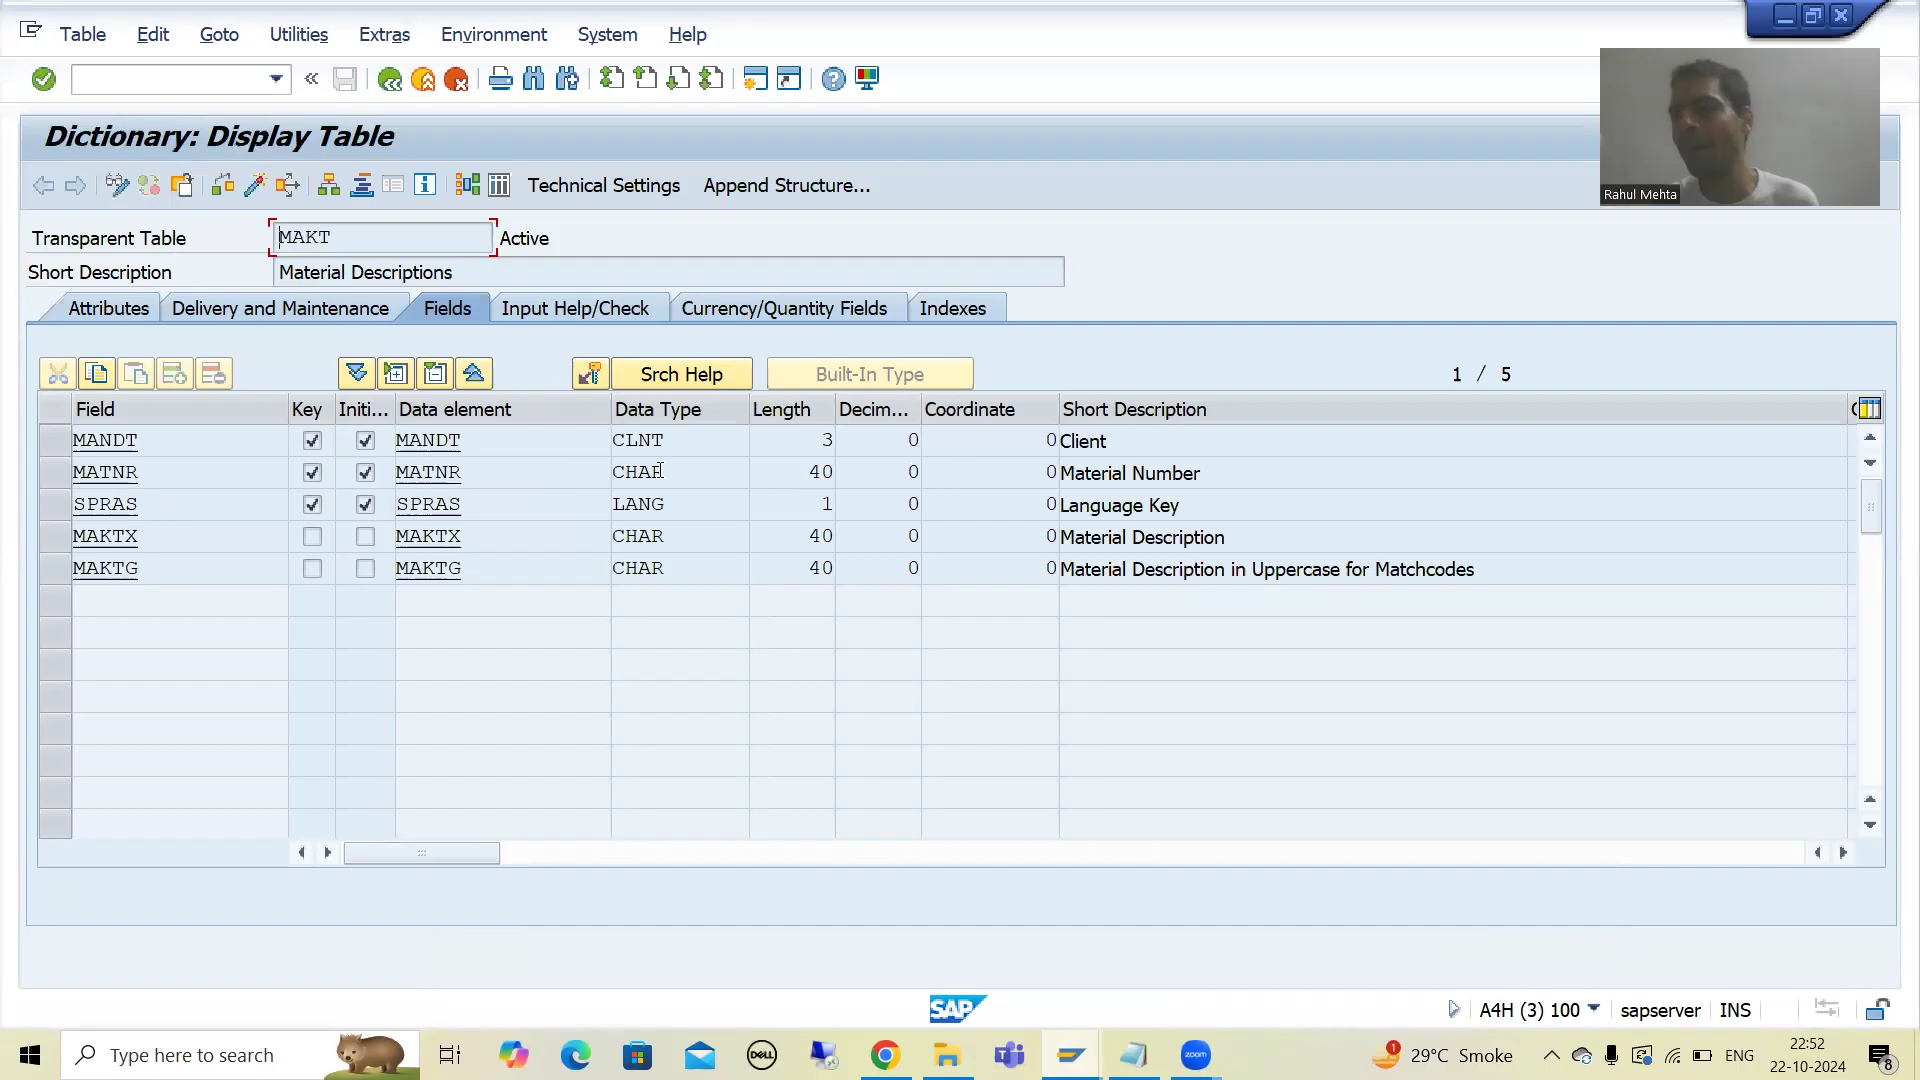 Table Edit Goto Utilities Extras Environment System Help
Dictionary: Display Table
Technical Settings Append Structure...
Rahul Mehta
Transparent Table MAKT Active
Short Description Material Descriptions
Attributes Delivery and Maintenance Fields Input Help/Check Currency/Quantity Fields Indexes
Srch Help Built-In Type 1 / 5
Field Key Initi... Data element Data Type Length Decim... Coordinate Short Description
MANDT MANDT CLNT 3 0 0 Client
MATNR MATNR CHAR 40 0 0 Material Number
SPRAS SPRAS LANG 1 0 0 Language Key
MAKTX MAKTX CHAR 40 0 0 Material Description
MAKTG MAKTG CHAR 40 0 0 Material Description in Uppercase for Matchcodes
SAP A4H (3) 100 sapserver INS
Type here to search DELL zoom 1 29°C Smoke ENG 22:52
22-10-2024 8